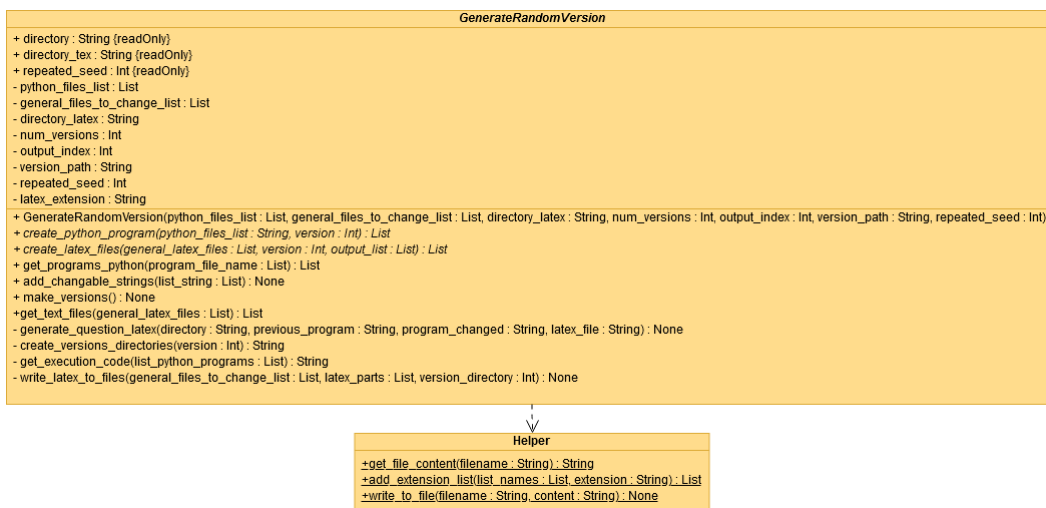 GenerateRandomVersion
+ directory : String {readOnly}
+ directory_tex : String {readOnly}
+ repeated_seed : Int {readOnly}
- python_files_list : List
- general_files_to_change_list : List
- directory_latex : String
- num_versions : Int
- output_index : Int
- version_path : String
- repeated_seed : Int
- latex_extension : String
+ GenerateRandomVersion(python_files_list : List, general_files_to_change_list : List, directory_latex : String, num_versions : Int, output_index : Int, version_path : String, repeated_seed : Int)
+ create_python_program(python_files_list : String, version : Int) : List
+ create_latex_files(general_latex_files : List, version : Int, output_list : List) : List
+ get_programs_python(program_file_name : List) : List
+ add_changable_strings(list_string : List) : None
+ make_versions() : None
+get_text_files(general_latex_files : List) : List
- generate_question_latex(directory : String, previous_program : String, program_changed : String, latex_file : String) : None
- create_versions_directories(version : Int) : String
- get_execution_code(list_python_programs : List) : String
- write_latex_to_files(general_files_to_change_list : List, latex_parts : List, version_directory : Int) : None
Helper
+get_file_content(filename : String) : String
+add_extension_list(list_names : List, extension : String) : List
+write_to_file(filename : String, content : String) : None